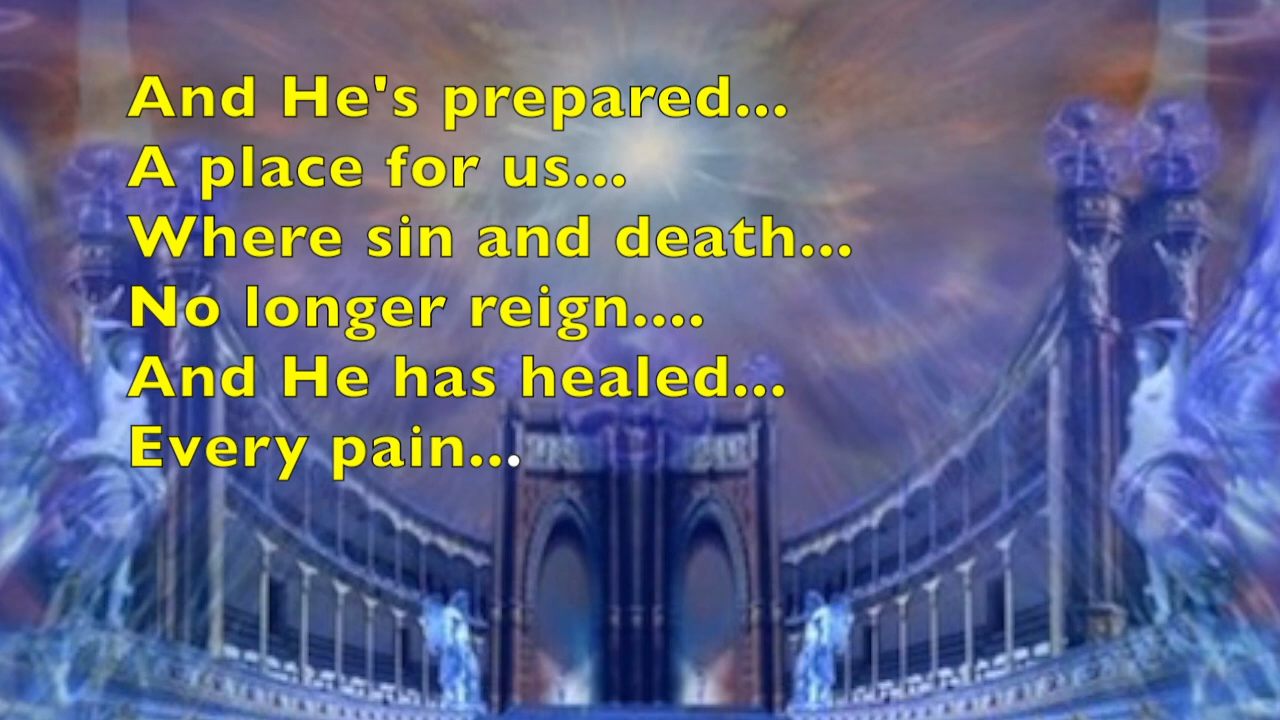 And He's prepared...
A place for us...
Where sin and death...
No longer reign....
And He has healed...
Every pain...